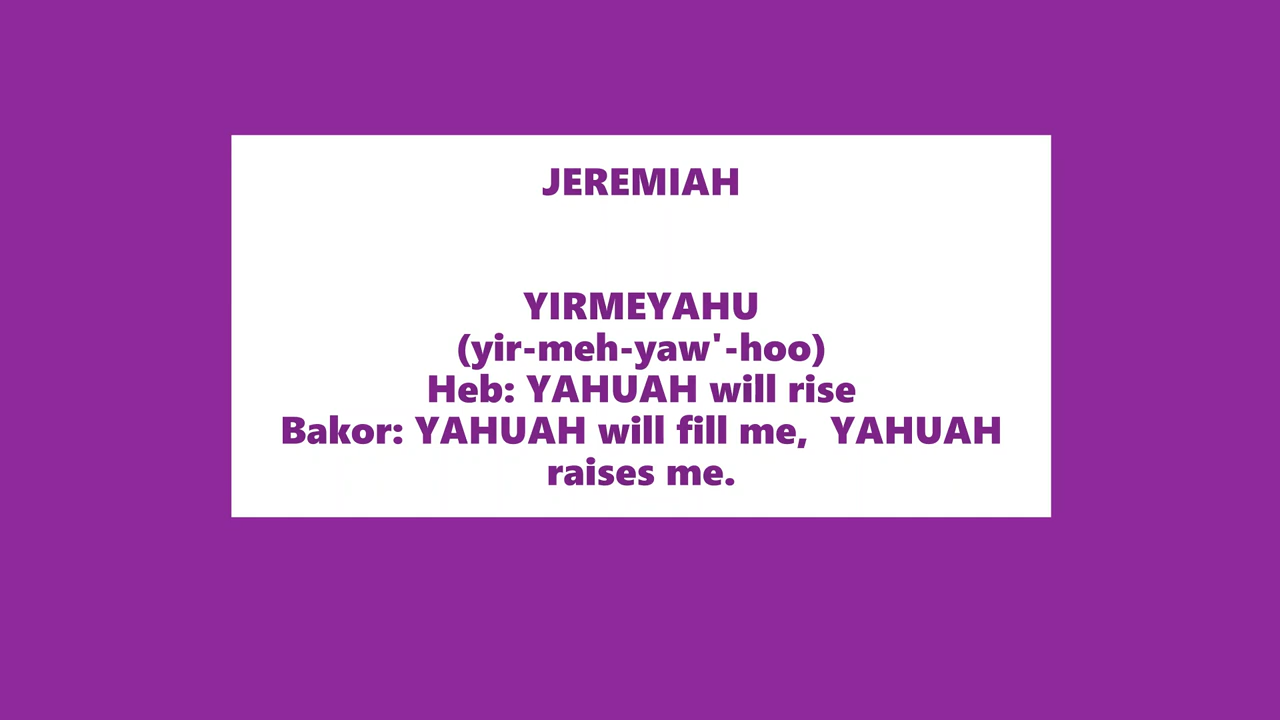 JEREMIAH
YIRMEYAHU
(yir-meh-yaw'-hoo)
Heb: YAHUAH will rise
Bakor: YAHUAH will fill me,  YAHUAH
raises me.